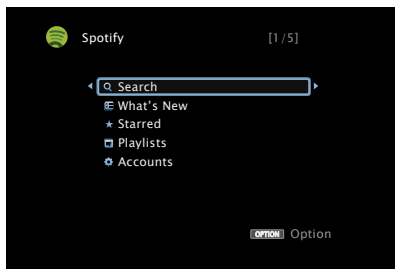 Spotify [1/5]
Search
What's New
Starred
Playlists
Accounts
OPTION Option